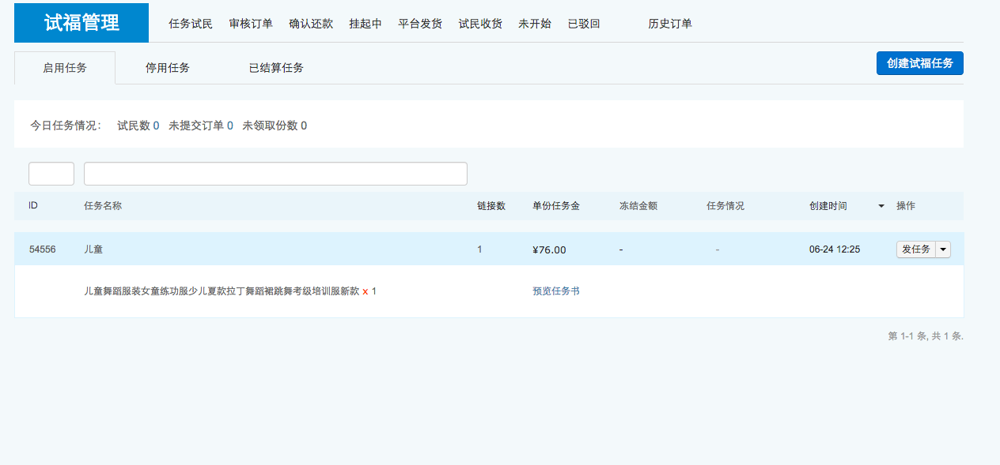 试福管理 任务试民 审核订单 确认还款 挂起中 平台发货 试民收货 未开始 已驳回 历史订单
启用任务 停用任务 已结算任务 创建试福任务
今日任务情况： 试民数 0 未提交订单 0 未领取份数 0
ID 任务名称 链接数 单份任务金 冻结金额 任务情况 创建时间 操作
54556 儿童 1 ¥76.00 - - 06-24 12:25 发任务
儿童舞蹈服装女童练功服少儿夏款拉丁舞蹈裙跳舞考级培训服新款 x 1 预览任务书
第 1-1 条, 共 1 条.